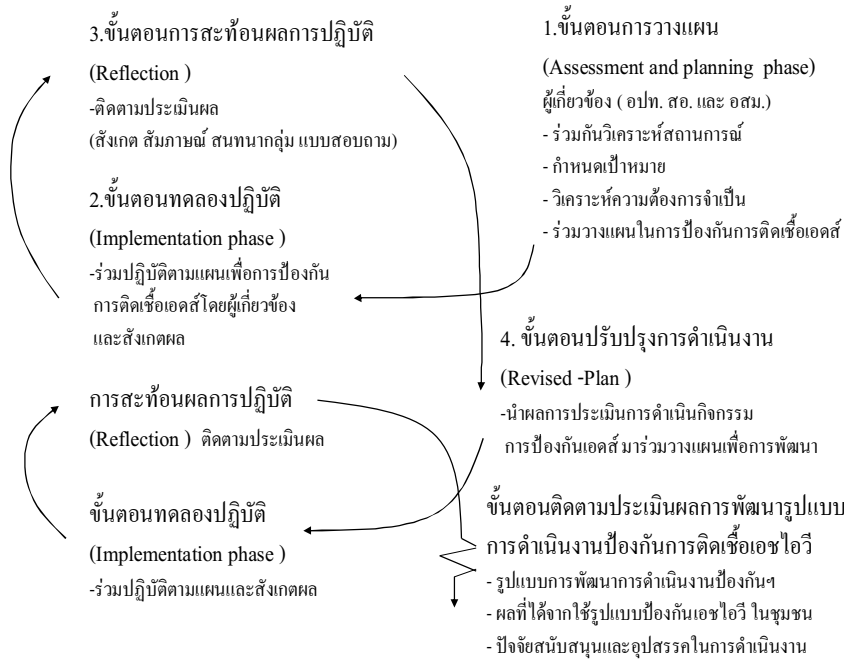 3.ขั้นตอนการสะท้อนผลการปฏิบัติ
(Reflection )
-ติดตามประเมินผล
(สังเกต สัมภาษณ์ สนทนากลุ่ม แบบสอบถาม)
2.ขั้นตอนทดลองปฏิบัติ
(Implementation phase )
-ร่วมปฏิบัติตามแผนเพื่อการป้องกัน
การติดเชื้อเอดส์โดยผู้เกี่ยวข้อง
และสังเกตผล
1.ขั้นตอนการวางแผน
(Assessment and planning phase)
ผู้เกี่ยวข้อง ( อปท. สอ. และ อสม.)
- ร่วมกันวิเคราะห์สถานการณ์
- กำหนดเป้าหมาย
- วิเคราะห์ความต้องการจำเป็น
- ร่วมวางแผนในการป้องกันการติดเชื้อเอดส์
4. ขั้นตอนปรับปรุงการดำเนินงาน
(Revised -Plan )
-นำผลการประเมินการดำเนินกิจกรรม
การป้องกันเอดส์ มาร่วมวางแผนเพื่อการพัฒนา
การสะท้อนผลการปฏิบัติ
(Reflection ) ติดตามประเมินผล
ขั้นตอนทดลองปฏิบัติ
(Implementation phase )
-ร่วมปฏิบัติตามแผนและสังเกตผล
ขั้นตอนติดตามประเมินผลการพัฒนารูปแบบ
การดำเนินงานป้องกันการติดเชื้อเอชไอวี
- รูปแบบการพัฒนาการดำเนินงานป้องกันฯ
- ผลที่ได้จากใช้รูปแบบป้องกันเอชไอวี ในชุมชน
- ปัจจัยสนับสนุนและอุปสรรคในการดำเนินงาน